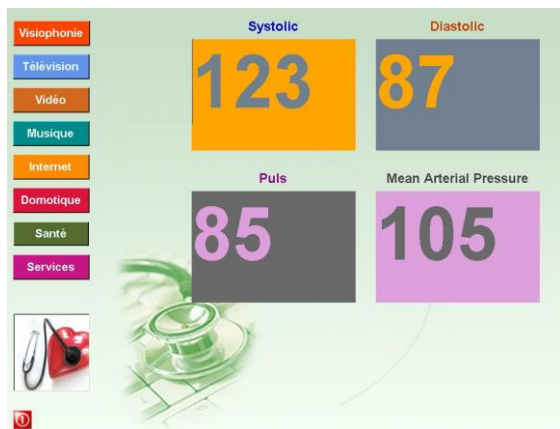 Visiophonie
Télévision
Vidéo
Musique
Internet
Domotique
Santé
Services
Systolic
123
Diastolic
87
Puls
85
Mean Arterial Pressure
105